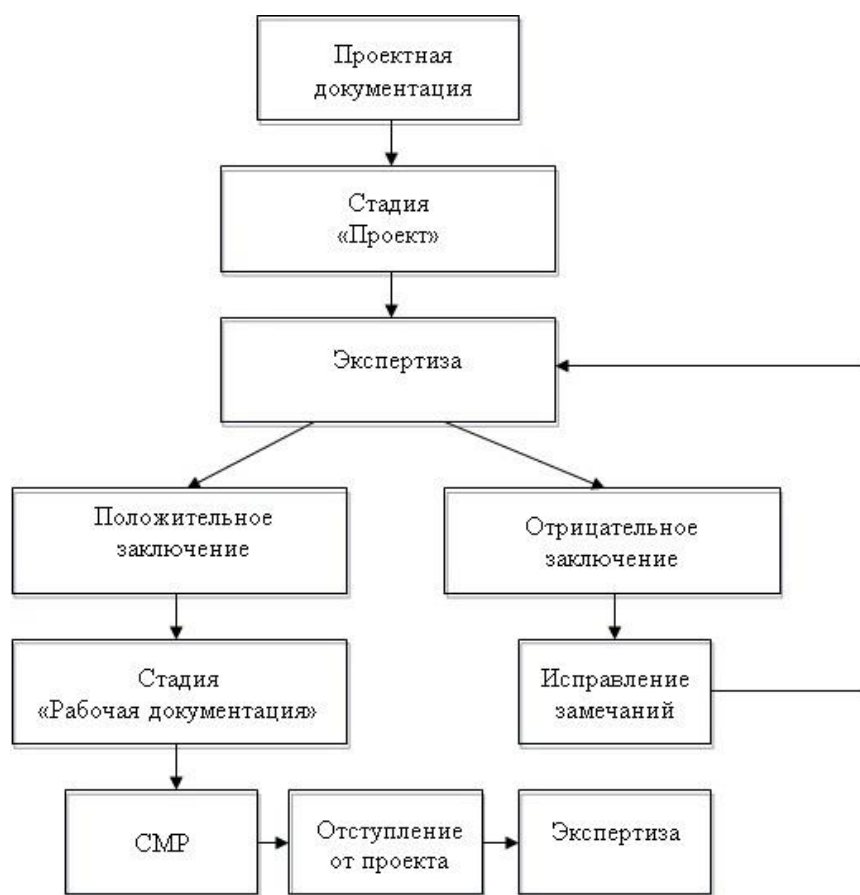 Проектная
документация
Стадия
«Проект»
Экспертиза
Положительное
заключение
Отрицательное
заключение
Стадия
«Рабочая документация»
Исправление
замечаний
СМР
Отступление
от проекта
Экспертиза